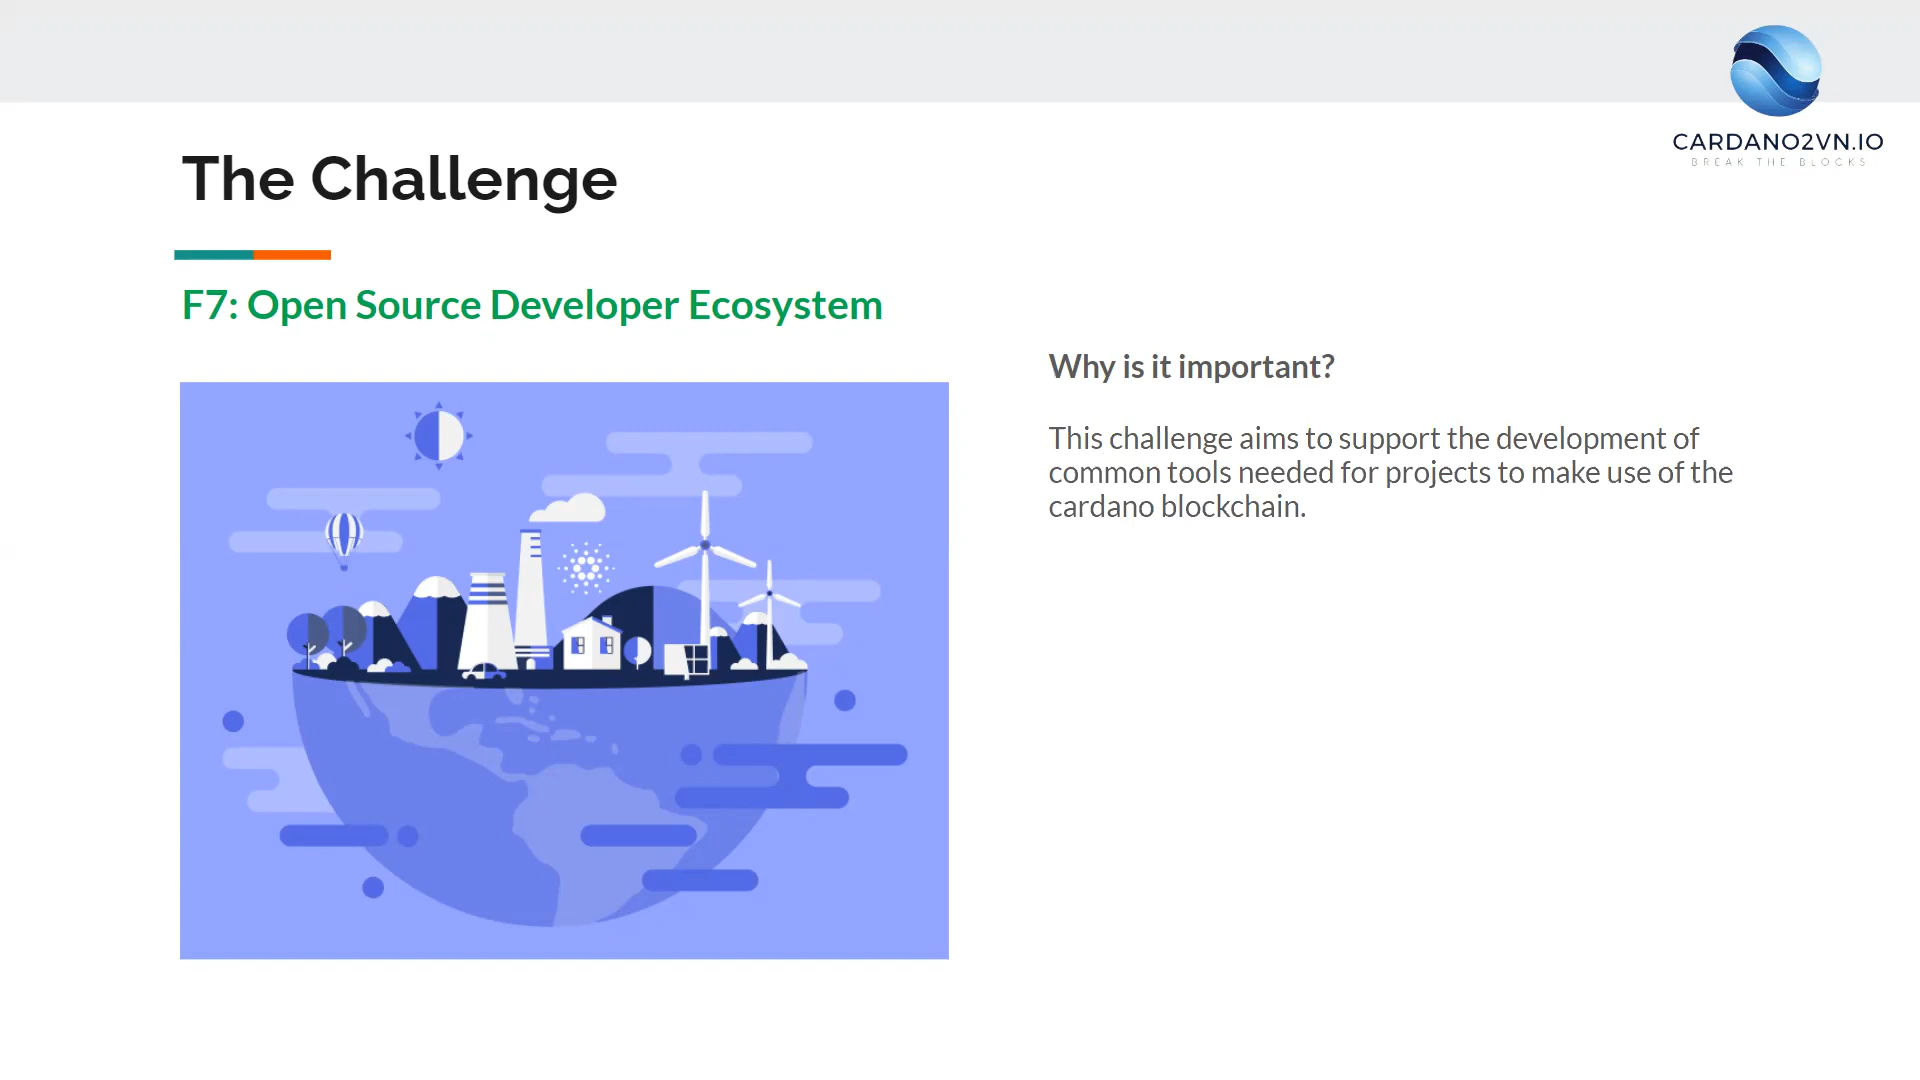 CARDANO2VN.IO
BREAK THE BLOCKS
The Challenge
F7: Open Source Developer Ecosystem
Why is it important?
This challenge aims to support the development of
common tools needed for projects to make use of the
cardano blockchain.